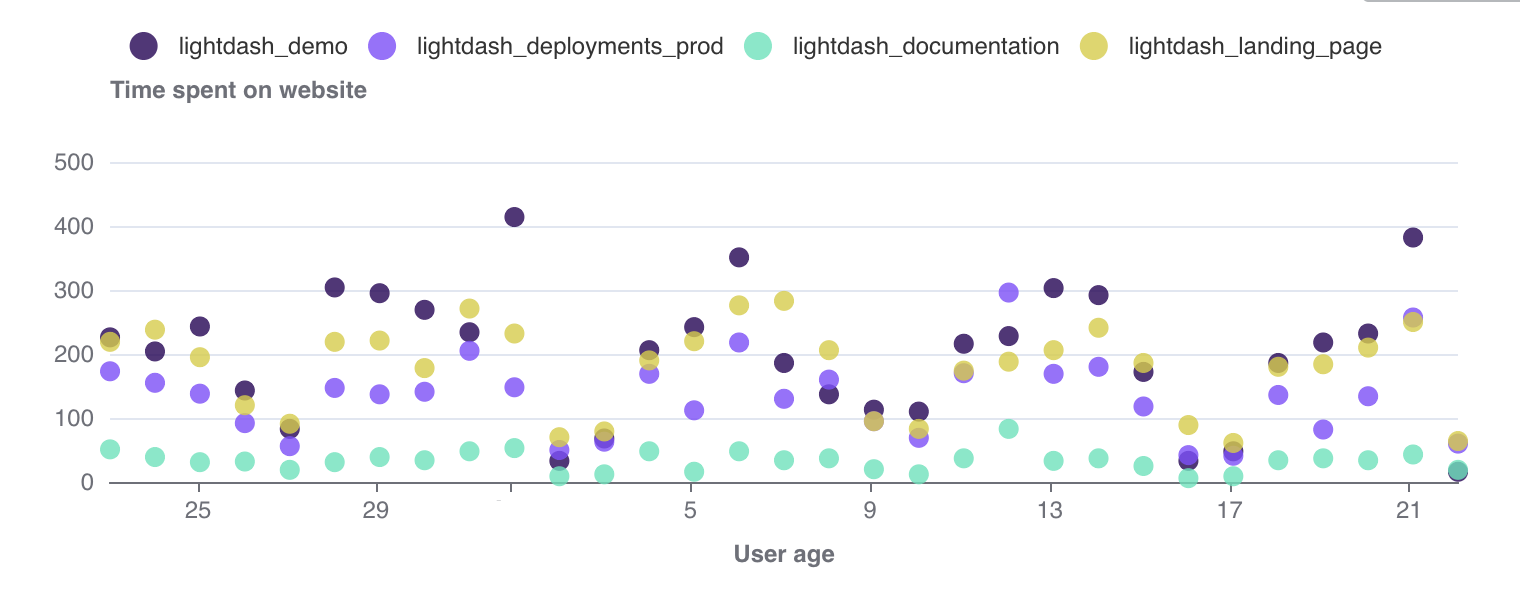 lightdash_demo lightdash_deployments_prod lightdash_documentation lightdash_landing_page
Time spent on website
500
400
300
200
100
0
25 29 5 9 13 17 21
User age